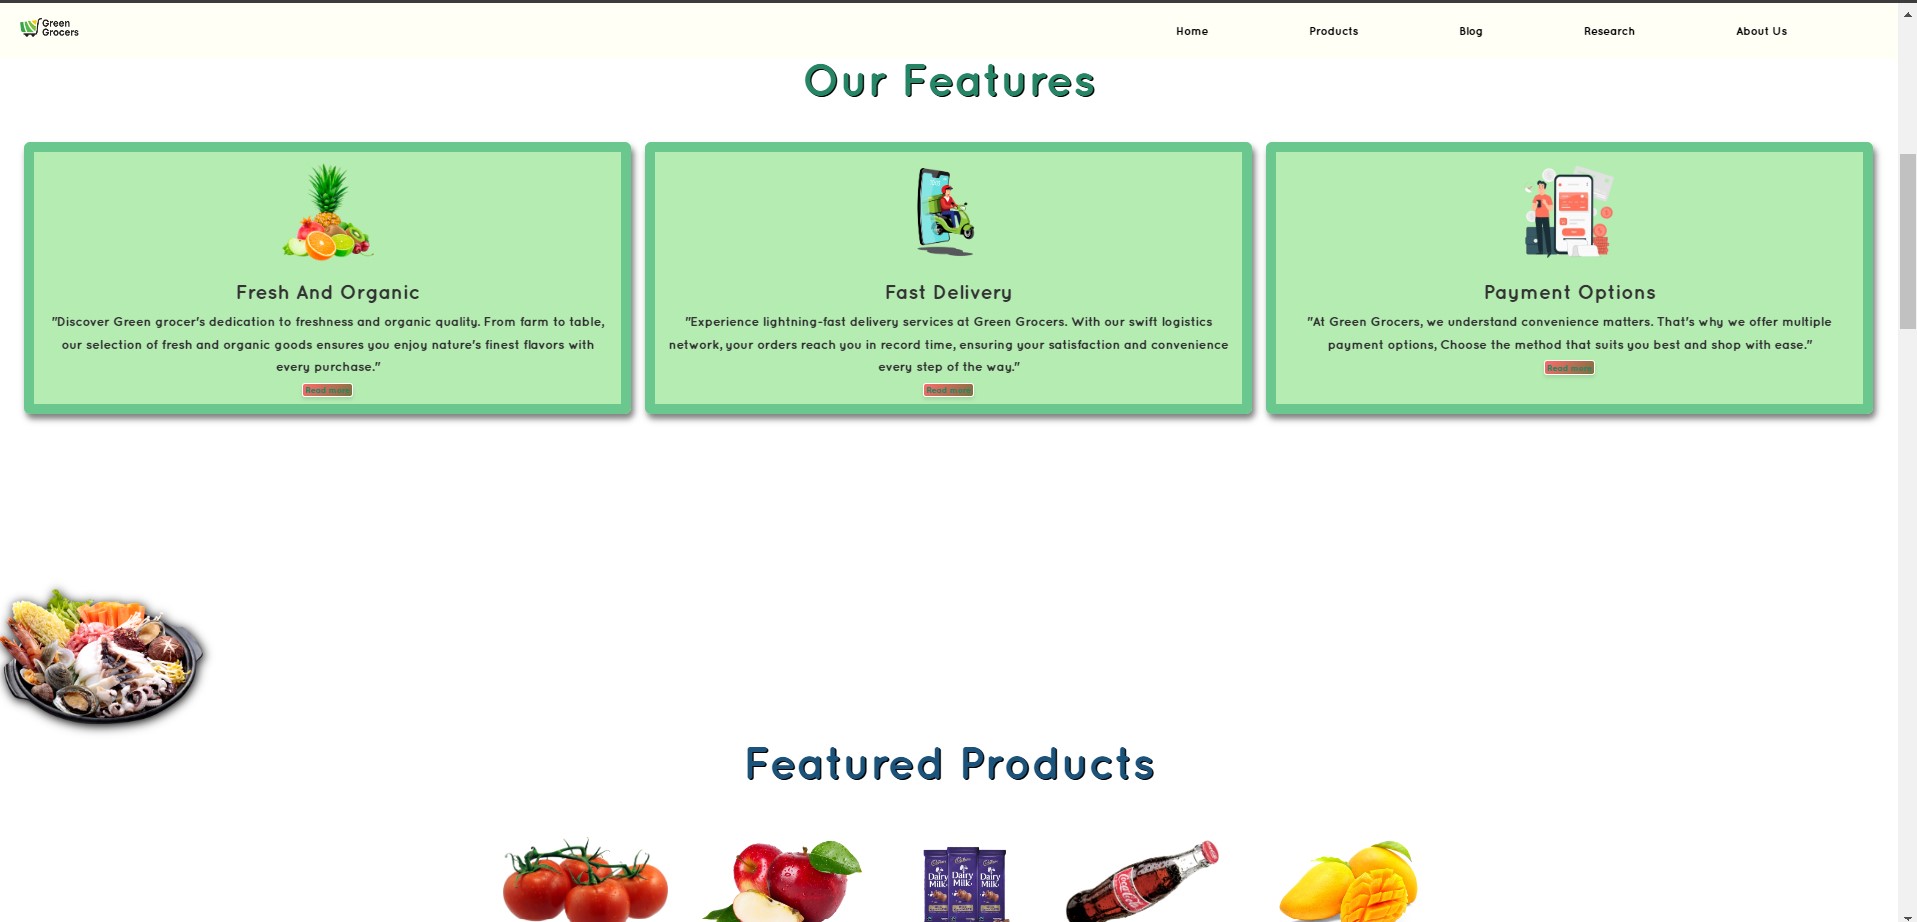 Green
Grocers
Home
Products
Blog
Research
About Us
Our Features
Fresh And Organic
"Discover Green grocer's dedication to freshness and organic quality. From farm to table,
our selection of fresh and organic goods ensures you enjoy nature's finest flavors with
every purchase."
Read more
Fast Delivery
"Experience lightning-fast delivery services at Green Grocers. With our swift logistics
network, your orders reach you in record time, ensuring your satisfaction and convenience
every step of the way."
Read more
Payment Options
"At Green Grocers, we understand convenience matters. That's why we offer multiple
payment options, Choose the method that suits you best and shop with ease."
Read more
Featured Products
Cadbury
Dairy
Milk
Cadbury
Dairy
Milk
Cadbury
Dairy
Milk
Coca-Cola